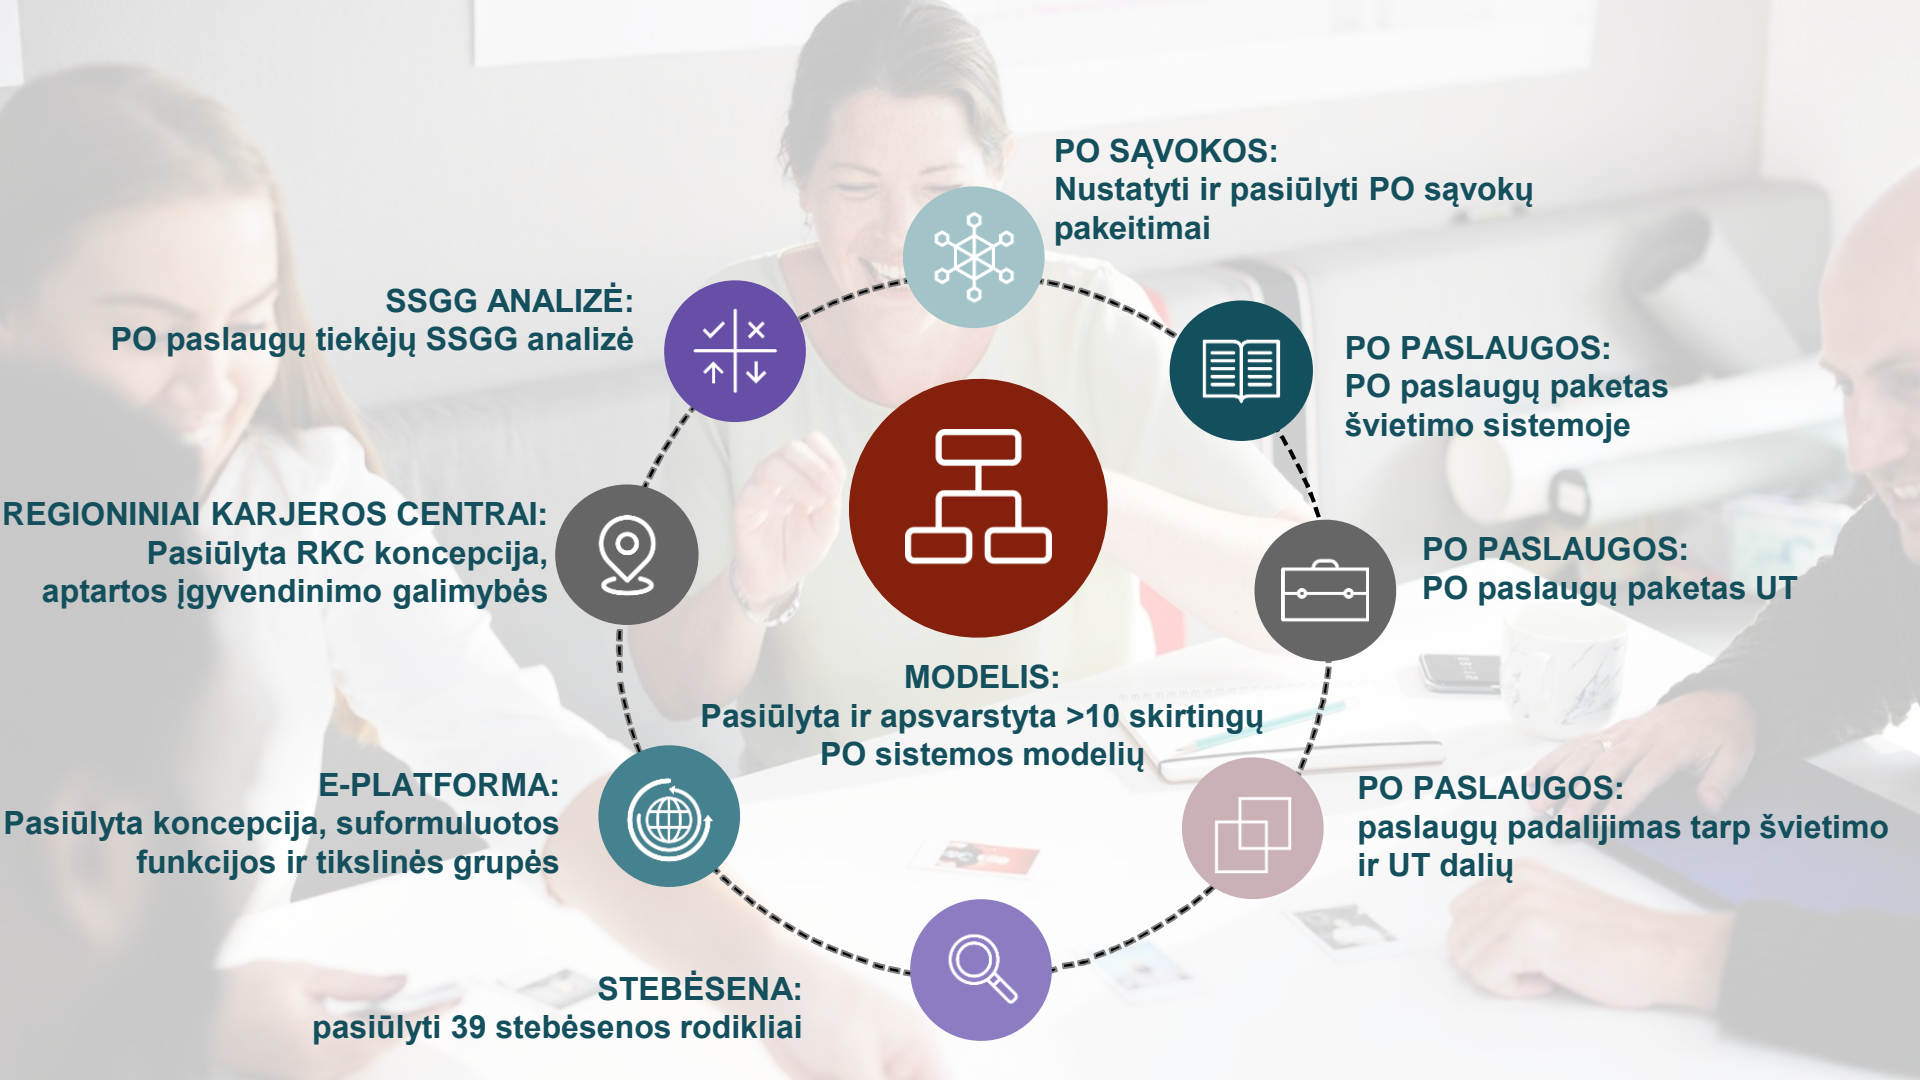 PO SĄVOKOS:
Nustatyti ir pasiūlyti PO sąvokų
pakeitimai
SSGG ANALIZĖ:
PO paslaugų tiekėjų SSGG analizė
PO PASLAUGOS:
PO paslaugų paketas
švietimo sistemoje
REGIONINIAI KARJEROS CENTRAI:
Pasiūlyta RKC koncepcija,
aptartos įgyvendinimo galimybės
PO PASLAUGOS:
PO paslaugų paketas UT
MODELIS:
Pasiūlyta ir apsvarstyta >10 skirtingų
PO sistemos modelių
E-PLATFORMA:
Pasiūlyta koncepcija, suformuluotos
funkcijos ir tikslinės grupės
PO PASLAUGOS:
paslaugų padalijimas tarp švietimo
ir UT dalių
STEBĖSENA:
pasiūlyti 39 stebėsenos rodikliai